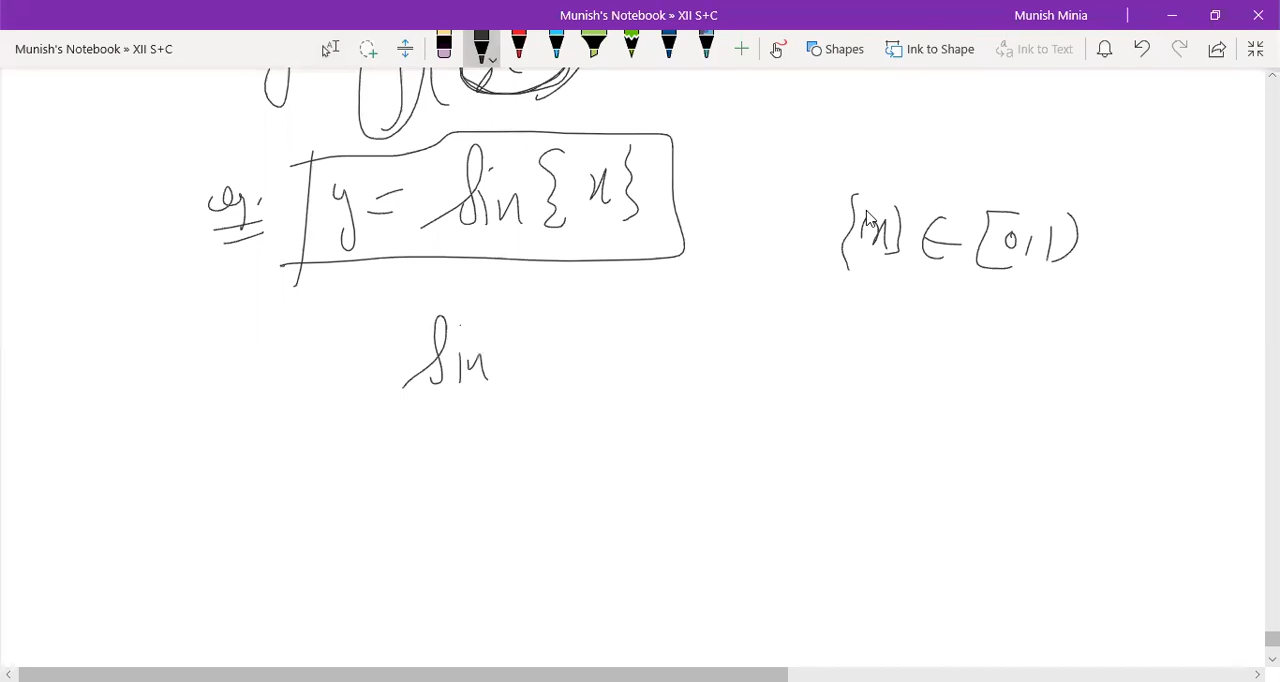 Munish's Notebook » XII S+C
Munish Minia
Munish's Notebook » XII S+C
Shapes
Ink to Shape
Ink to Text
eg: y = sin{x}
{x} ∈ [0,1)
sin